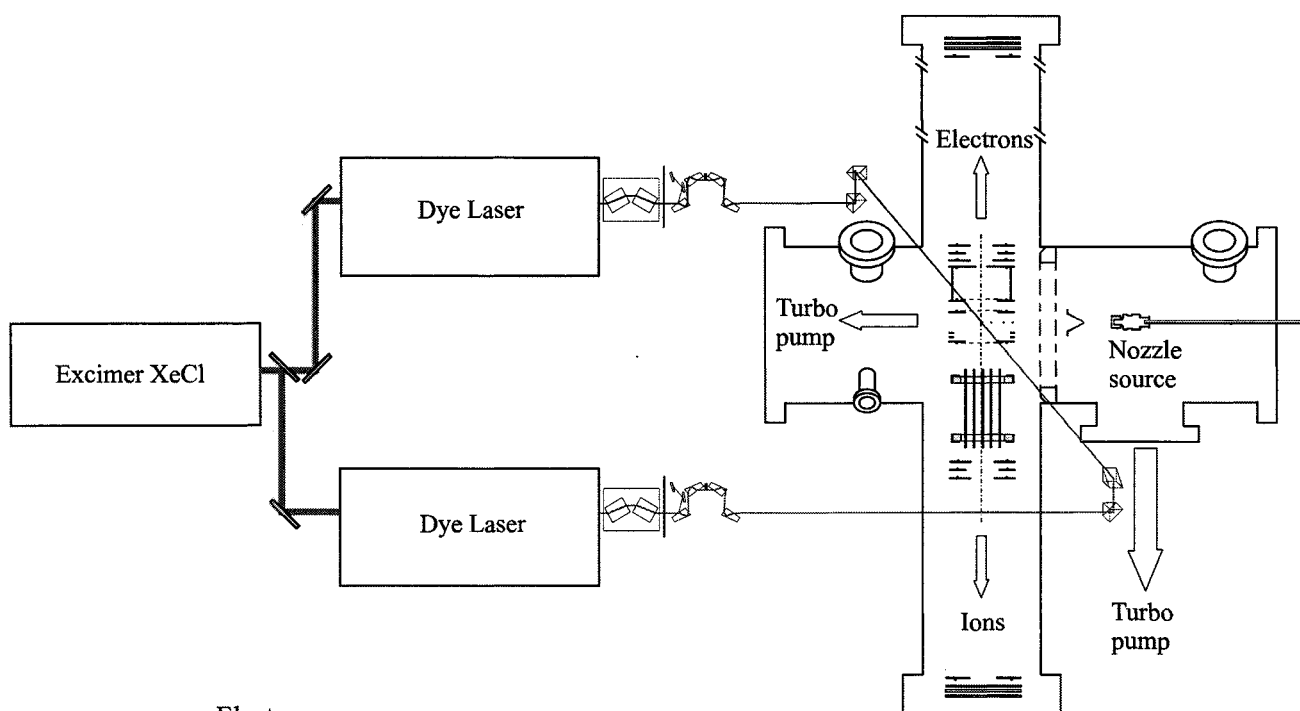 Electrons
Dye Laser
Turbo
pump
Nozzle
source
Excimer XeCl
Dye Laser
Ions
Turbo
pump